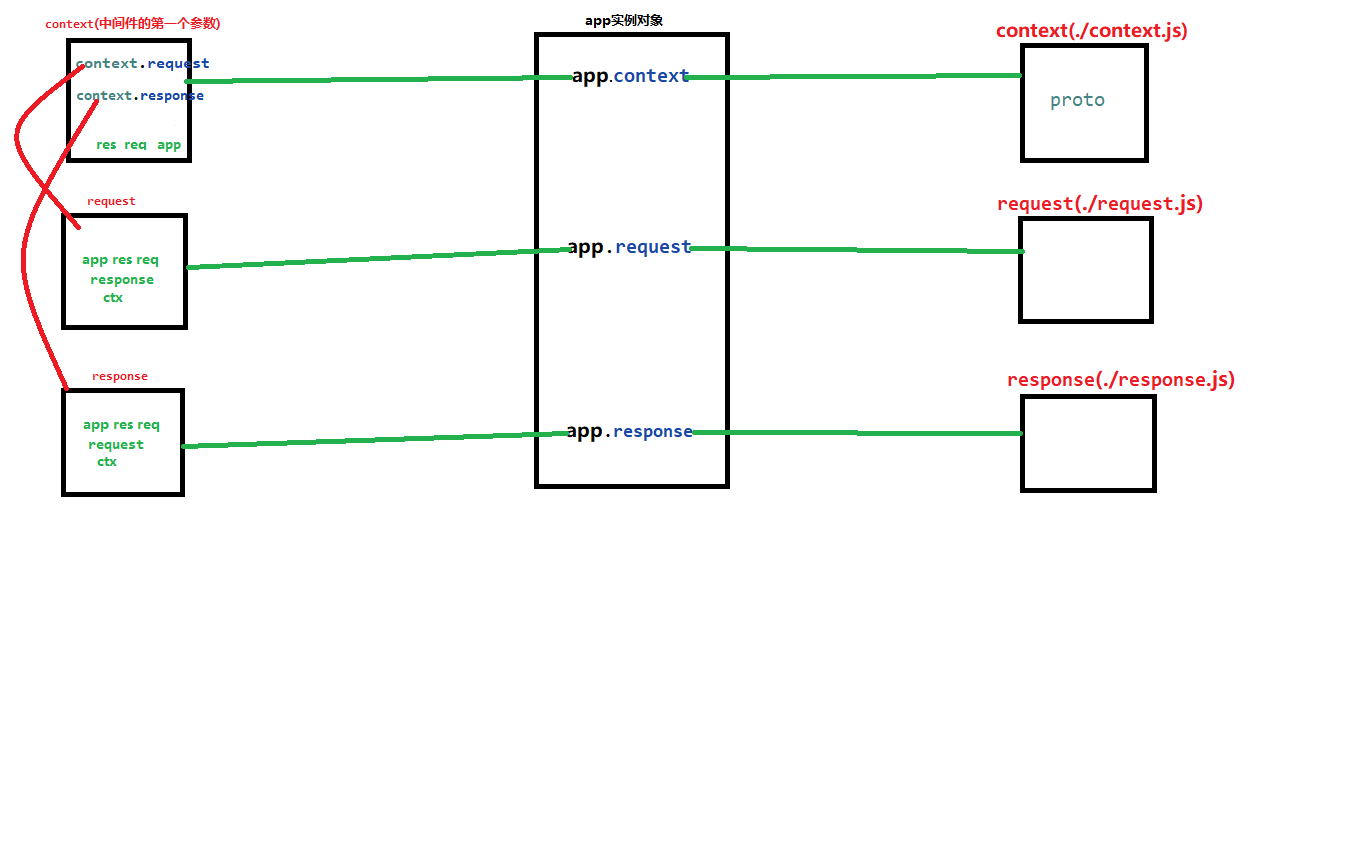 context(中间件的第一个参数)
context.request
context.response
res req app
request
app res req
response
ctx
response
app res req
request
ctx
app实例对象
app.context
app.request
app.response
context(./context.js)
proto
request(./request.js)
response(./response.js)